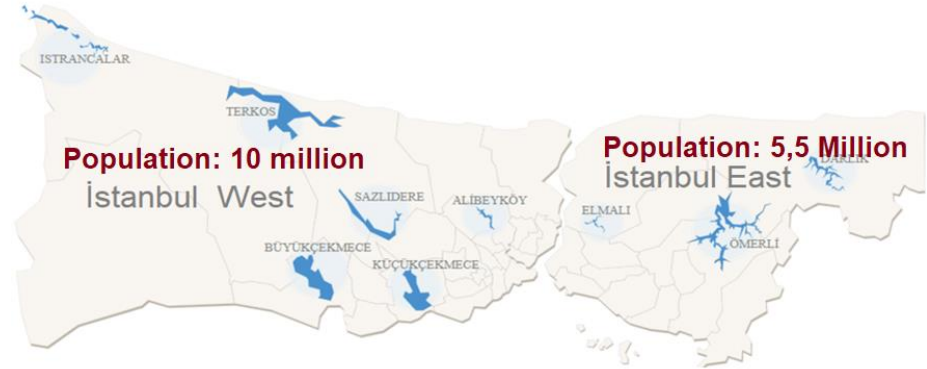 ISTRANCALAR
TERKOS
Population: 10 million
İstanbul West
SAZLIDERE
ALİBEYKÖY
BÜYÜKÇEKMECE
KÜÇÜKÇEKMECE
Population: 5,5 Million
DARLIK
İstanbul East
ELMALI
ÖMERLİ